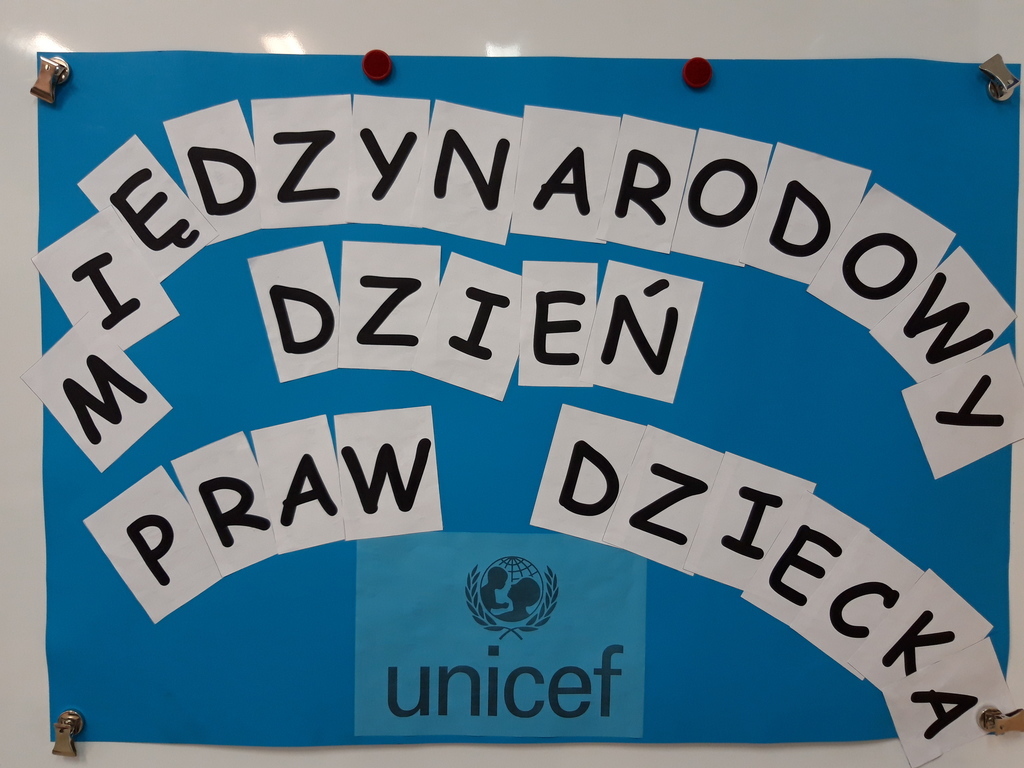 MIĘDZYNARODOWY
DZIEŃ
PRAW DZIECKA
unicef